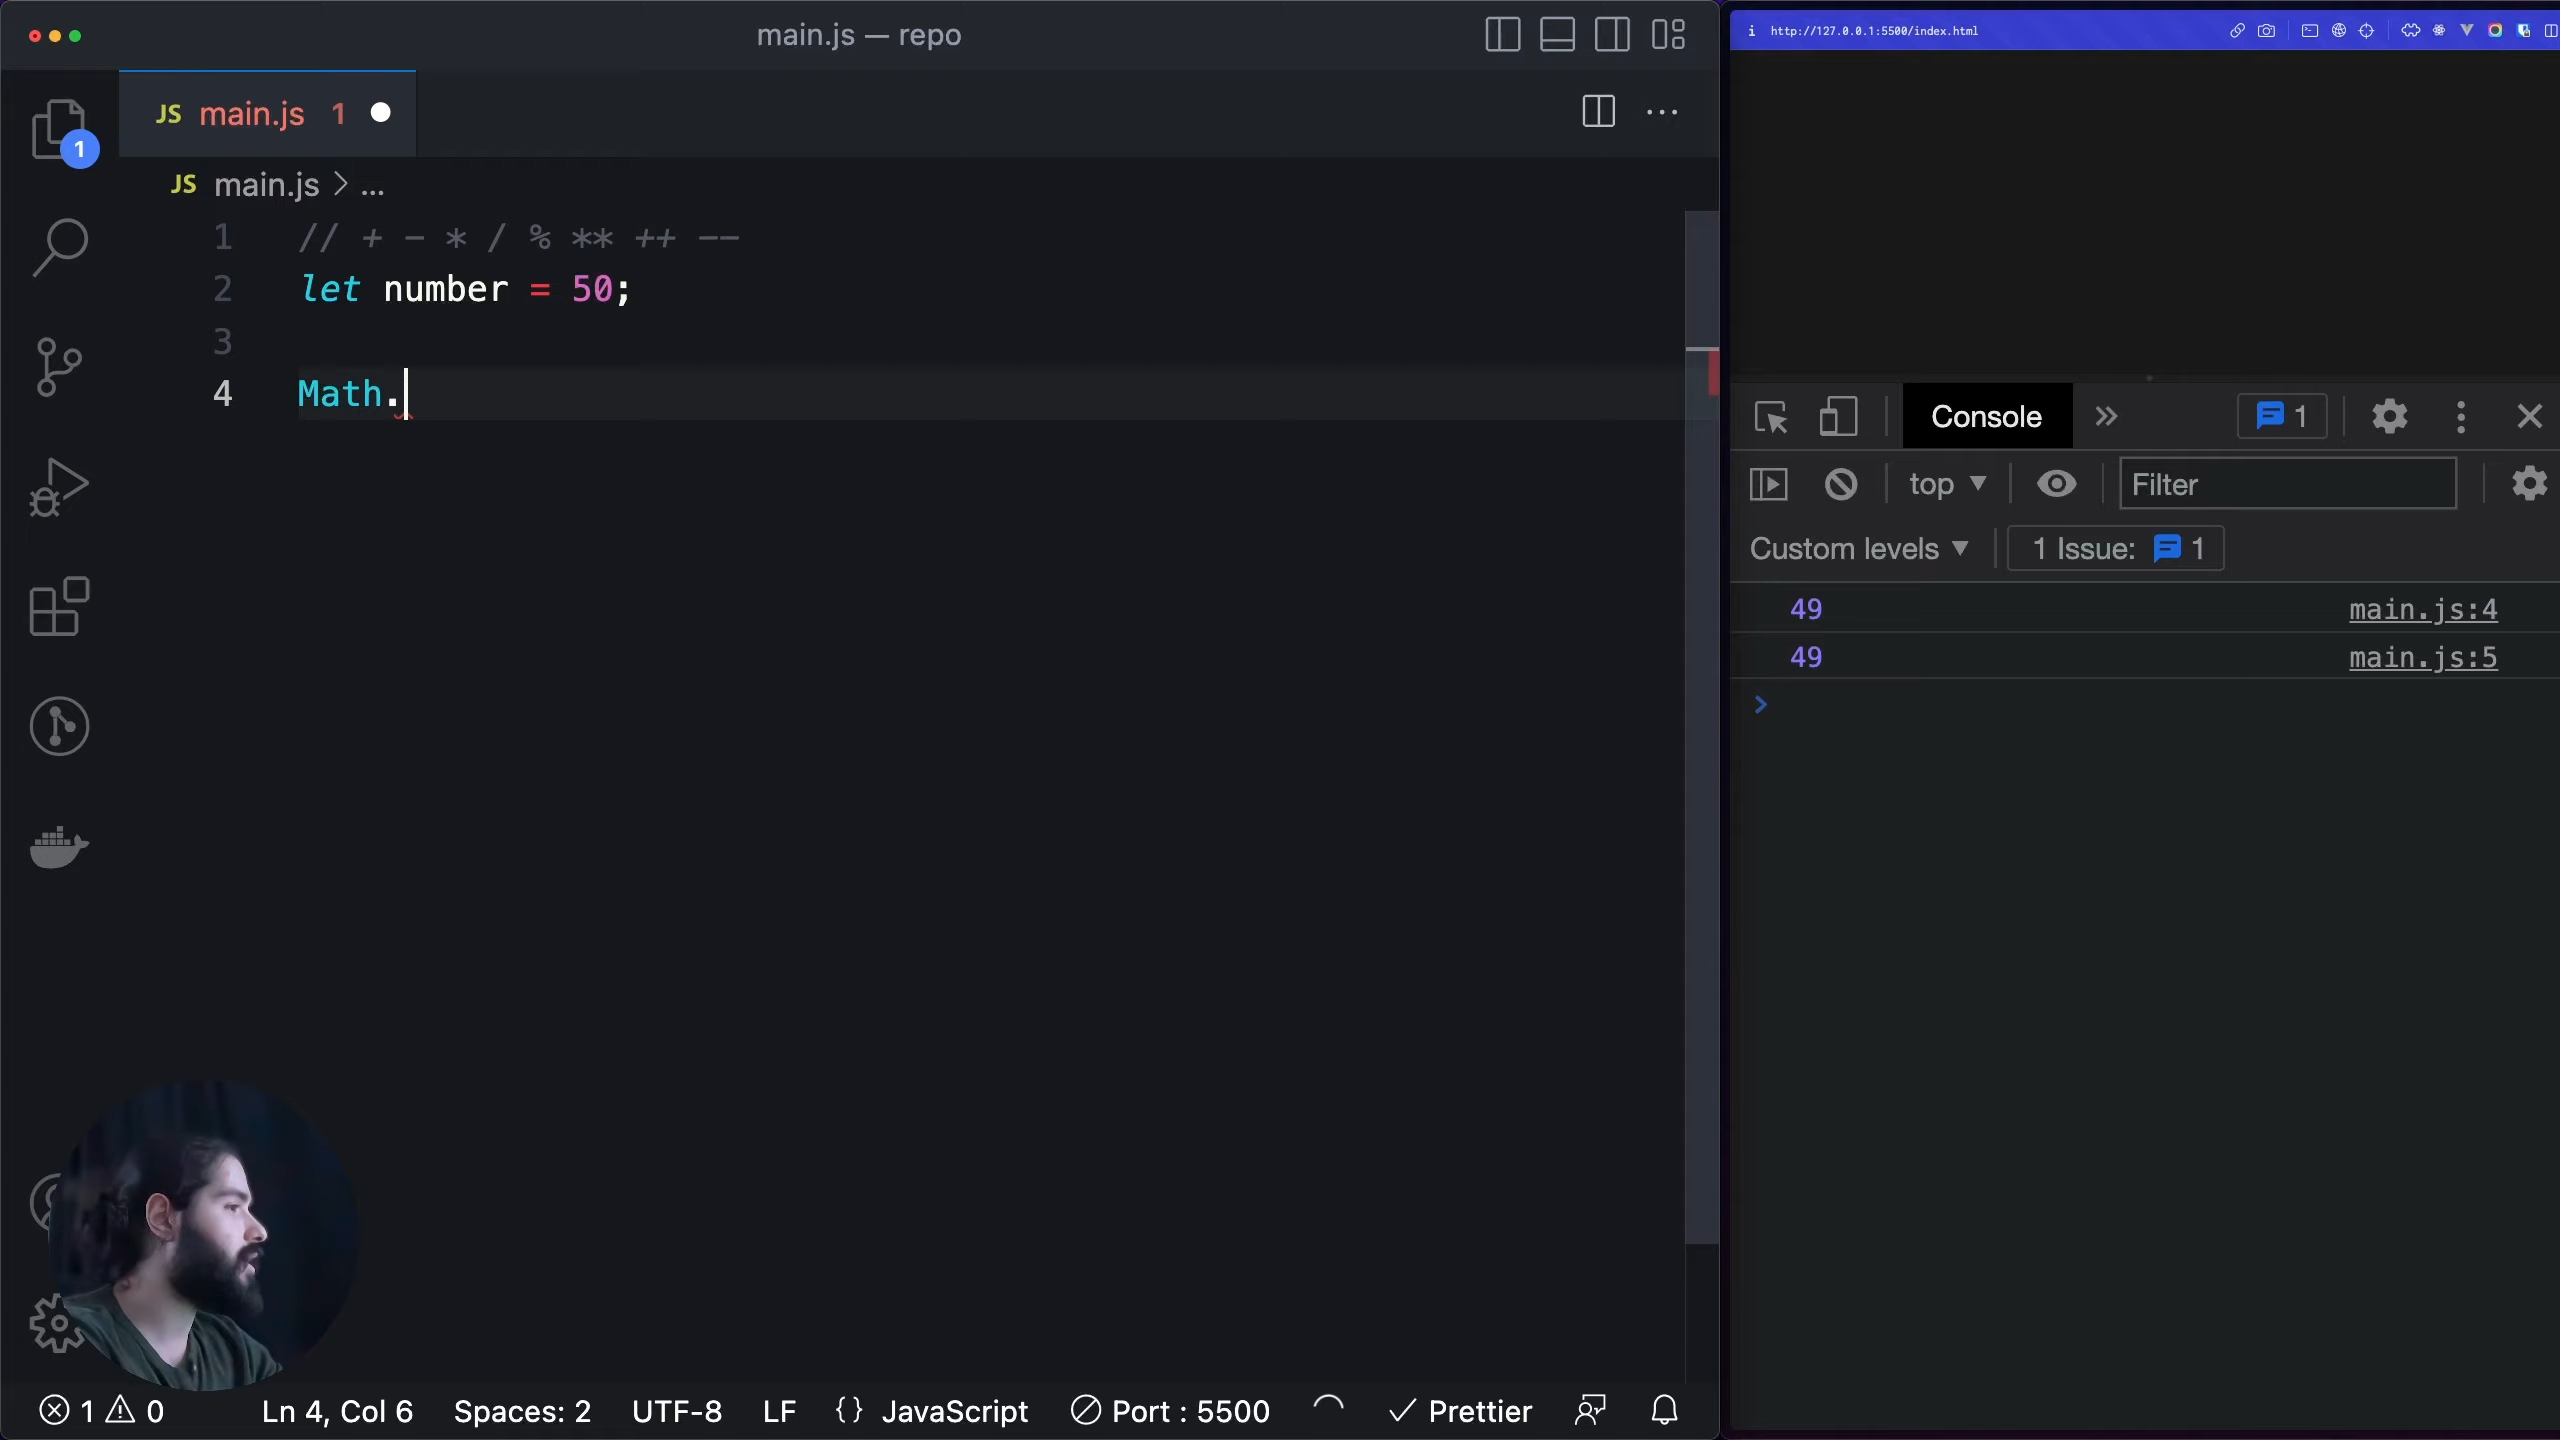 main.js — repo
JS main.js 1
1
JS main.js > ...
1 // + - * / % ** ++ --
2 let number = 50;
3
4 Math.
1 0 Ln 4, Col 6 Spaces: 2 UTF-8 LF {} JavaScript Port : 5500 Prettier
http://127.0.0.1:5500/index.html
Console 1
top Filter
Custom levels 1 Issue: 1
49 main.js:4
49 main.js:5